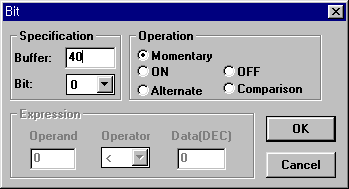 Bit
Specification
Buffer: 40
Bit: 0
Operation
Momentary
ON OFF
Alternate Comparison
Expression
Operand Operator Data(DEC)
0 < 0
OK
Cancel